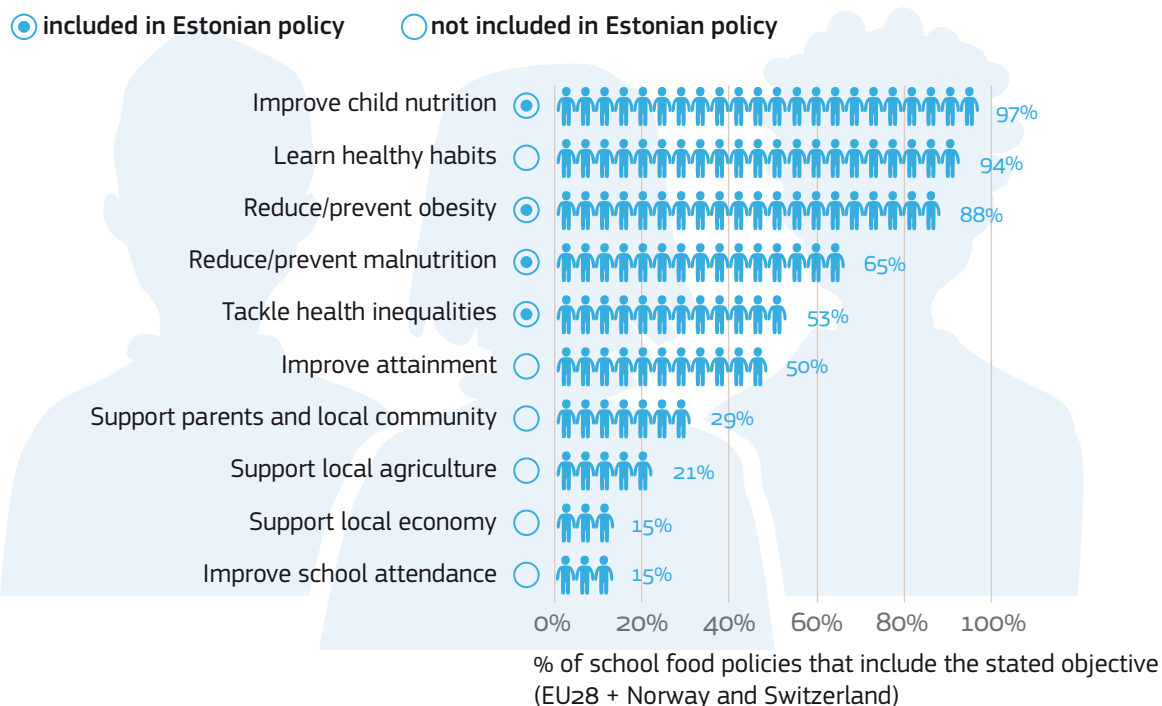 included in Estonian policy not included in Estonian policy
Improve child nutrition 97%
Learn healthy habits 94%
Reduce/prevent obesity 88%
Reduce/prevent malnutrition 65%
Tackle health inequalities 53%
Improve attainment 50%
Support parents and local community 29%
Support local agriculture 21%
Support local economy 15%
Improve school attendance 15%
0% 20% 40% 60% 80% 100%
% of school food policies that include the stated objective
(EU28 + Norway and Switzerland)